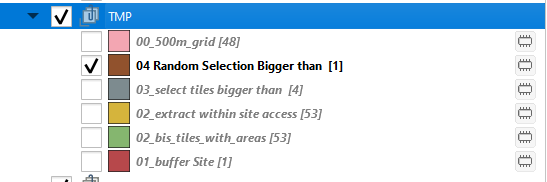 TMP
00_500m_grid [48]
04 Random Selection Bigger than  [1]
03_select tiles bigger than  [4]
02_extract within site access [53]
02_bis_tiles_with_areas [53]
01_buffer Site [1]